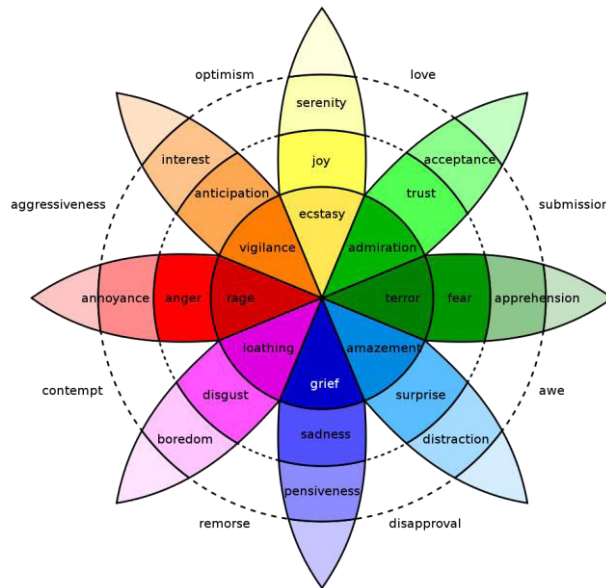 optimism
love
serenity
interest
acceptance
joy
anticipation
trust
aggressiveness
submission
ecstasy
vigilance
admiration
annoyance
anger
rage
terror
fear
apprehension
loathing
amazement
grief
contempt
awe
disgust
surprise
boredom
sadness
distraction
pensiveness
remorse
disapproval